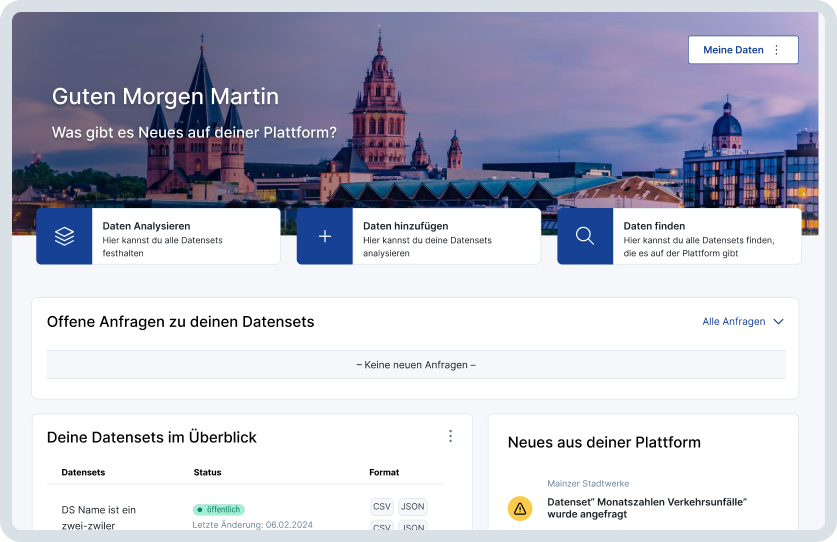 Meine Daten
Guten Morgen Martin
Was gibt es Neues auf deiner Plattform?
Daten Analysieren
Hier kannst du alle Datensets
festhalten
Daten hinzufügen
Hier kannst du deine Datensets
analysieren
Daten finden
Hier kannst du alle Datensets finden,
die es auf der Plattform gibt
Offene Anfragen zu deinen Datensets
Alle Anfragen
– Keine neuen Anfragen –
Deine Datensets im Überblick
Datensets Status Format
DS Name ist ein
zwei-zwiler
öffentlich
Letzte Änderung: 06.02.2024
CSV JSON
CSV JSON
Neues aus deiner Plattform
Mainzer Stadtwerke
Datenset“ Monatszahlen Verkehrsunfälle”
wurde angefragt